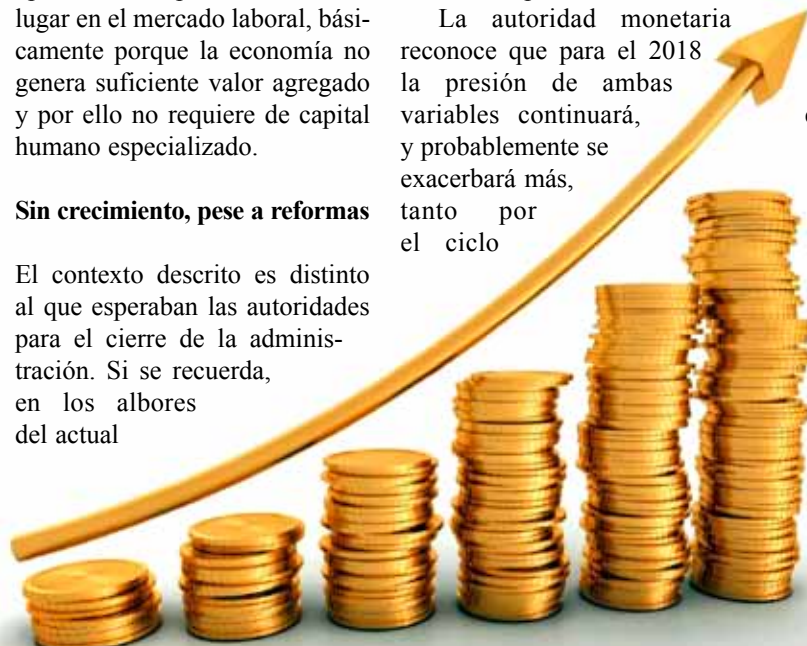 lugar en el mercado laboral, bási-
camente porque la economía no
genera suficiente valor agregado
y por ello no requiere de capital
humano especializado.
Sin crecimiento, pese a reformas
El contexto descrito es distinto
al que esperaban las autoridades
para el cierre de la adminis-
tración. Si se recuerda,
en los albores
del actual
La autoridad monetaria
reconoce que para el 2018
la presión de ambas
variables continuará,
y probablemente se
exacerbará más,
tanto por
el ciclo